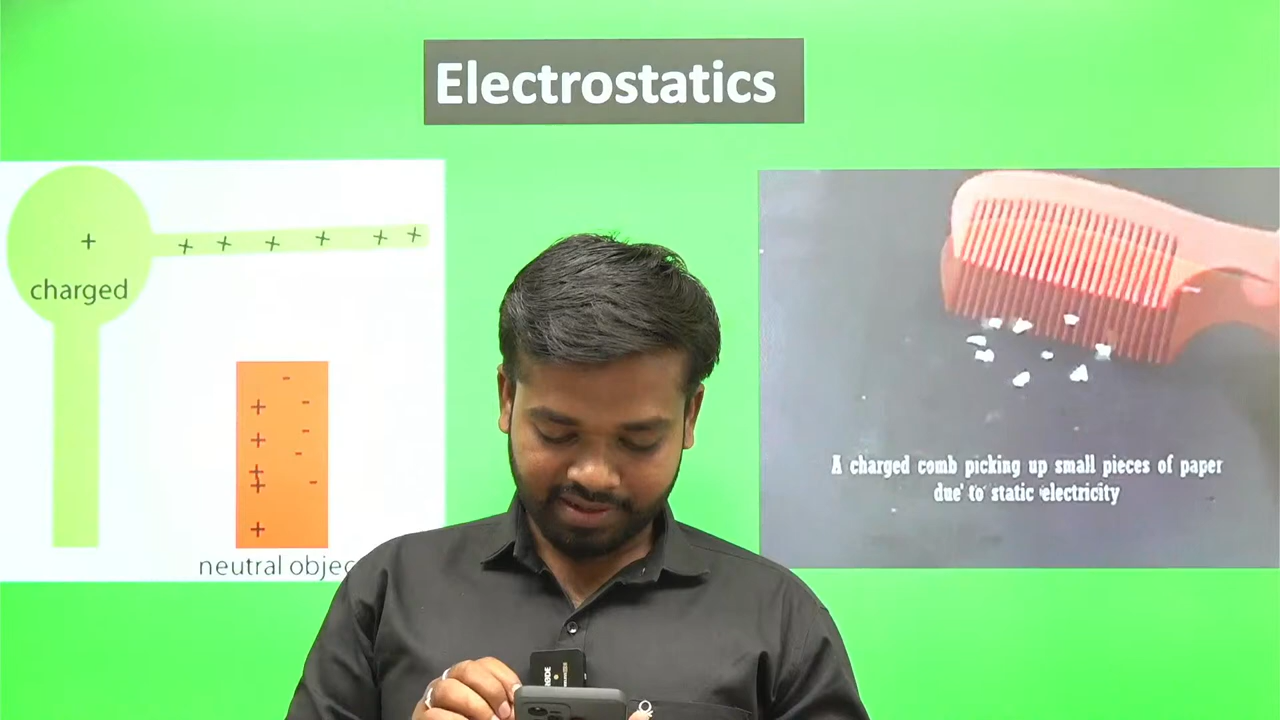 Electrostatics
+ + + + + + +
charged
neutral objec
A charged comb picking up small pieces of paper
due' to static electricity